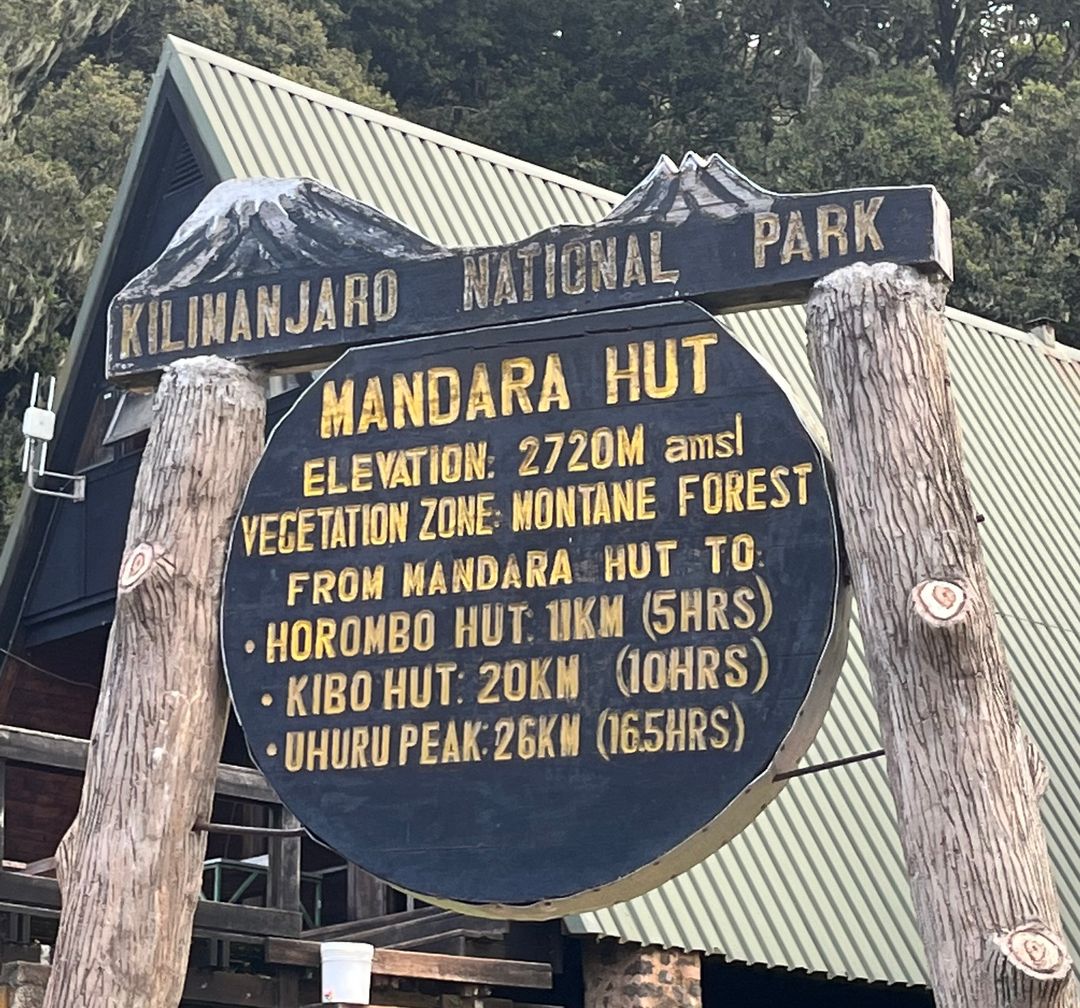 KILIMANJARO NATIONAL PARK
MANDARA HUT
ELEVATION: 2720M amsl
VEGETATION ZONE: MONTANE FOREST
FROM MANDARA HUT TO:
• HOROMBO HUT: 11KM (5HRS)
• KIBO HUT: 20KM (10HRS)
• UHURU PEAK: 26KM (16.5HRS)